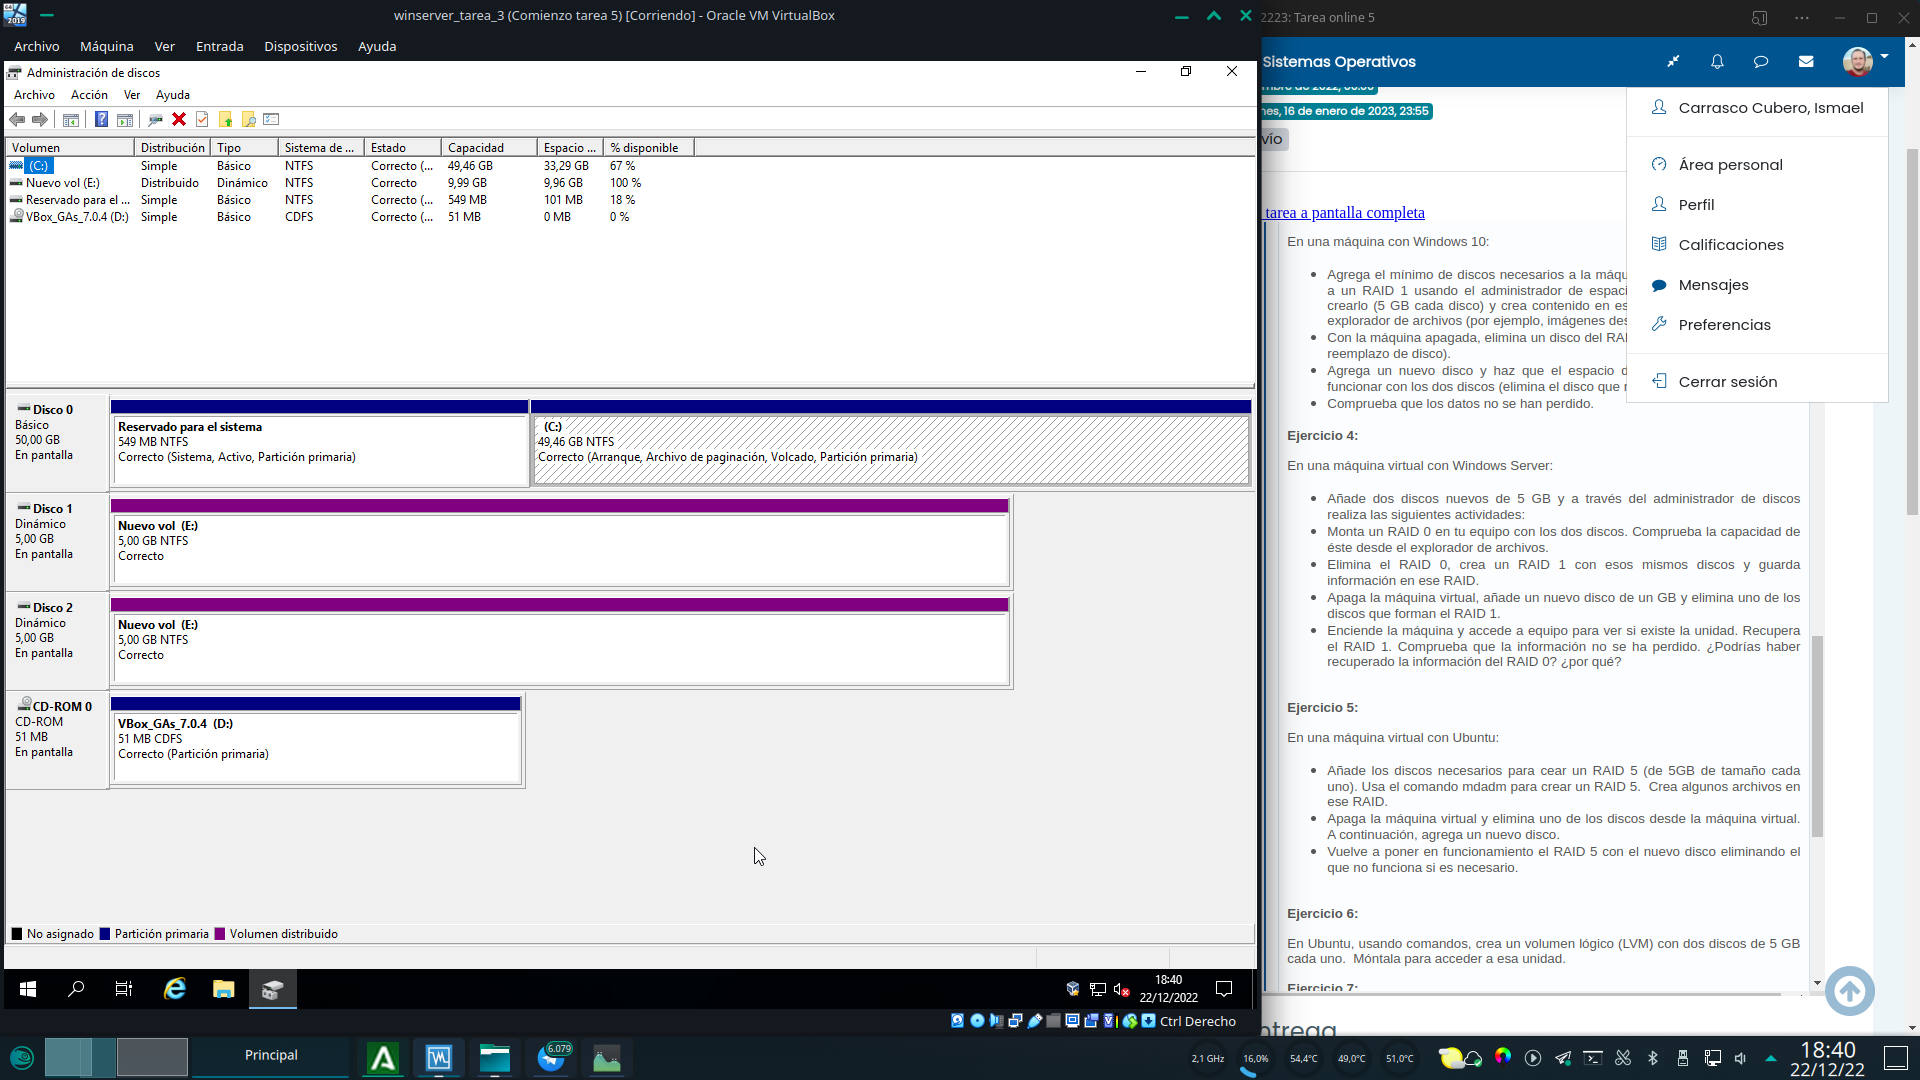 winserver_tarea_3 (Comienzo tarea 5) [Corriendo] - Oracle VM VirtualBox
Archivo Máquina Ver Entrada Dispositivos Ayuda
Administración de discos
Archivo Acción Ver Ayuda
Volumen Distribución Tipo Sistema de ... Estado Capacidad Espacio ... % disponible
(C:) Simple Básico NTFS Correcto (... 49,46 GB 33,29 GB 67 %
Nuevo vol (E:) Distribuido Dinámico NTFS Correcto 9,99 GB 9,96 GB 100 %
Reservado para el ... Simple Básico NTFS Correcto (... 549 MB 101 MB 18 %
VBox_GAs_7.0.4 (D:) Simple Básico CDFS Correcto (... 51 MB 0 MB 0 %
Disco 0
Básico
50,00 GB
En pantalla
Reservado para el sistema
549 MB NTFS
Correcto (Sistema, Activo, Partición primaria)
(C:)
49,46 GB NTFS
Correcto (Arranque, Archivo de paginación, Volcado, Partición primaria)
Disco 1
Dinámico
5,00 GB
En pantalla
Nuevo vol (E:)
5,00 GB NTFS
Correcto
Disco 2
Dinámico
5,00 GB
En pantalla
Nuevo vol (E:)
5,00 GB NTFS
Correcto
CD-ROM 0
CD-ROM
51 MB
En pantalla
VBox_GAs_7.0.4 (D:)
51 MB CDFS
Correcto (Partición primaria)
No asignado Partición primaria Volumen distribuido
18:40
22/12/2022
Ctrl Derecho
2223: Tarea online 5
Sistemas Operativos
mbre de 2022, 00:00
nes, 16 de enero de 2023, 23:55
vío
tarea a pantalla completa
Carrasco Cubero, Ismael
Área personal
Perfil
Calificaciones
Mensajes
Preferencias
Cerrar sesión
En una máquina con Windows 10:
Agrega el mínimo de discos necesarios a la máqu
a un RAID 1 usando el administrador de espaci
crearlo (5 GB cada disco) y crea contenido en es
explorador de archivos (por ejemplo, imágenes des
Con la máquina apagada, elimina un disco del RAI
reemplazo de disco).
Agrega un nuevo disco y haz que el espacio d
funcionar con los dos discos (elimina el disco que
Comprueba que los datos no se han perdido.
Ejercicio 4:
En una máquina virtual con Windows Server:
Añade dos discos nuevos de 5 GB y a través del administrador de discos
realiza las siguientes actividades:
Monta un RAID 0 en tu equipo con los dos discos. Comprueba la capacidad de
éste desde el explorador de archivos.
Elimina el RAID 0, crea un RAID 1 con esos mismos discos y guarda
información en ese RAID.
Apaga la máquina virtual, añade un nuevo disco de un GB y elimina uno de los
discos que forman el RAID 1.
Enciende la máquina y accede a equipo para ver si existe la unidad. Recupera
el RAID 1. Comprueba que la información no se ha perdido. ¿Podrías haber
recuperado la información del RAID 0? ¿por qué?
Ejercicio 5:
En una máquina virtual con Ubuntu:
Añade los discos necesarios para cear un RAID 5 (de 5GB de tamaño cada
uno). Usa el comando mdadm para crear un RAID 5. Crea algunos archivos en
ese RAID.
Apaga la máquina virtual y elimina uno de los discos desde la máquina virtual.
A continuación, agrega un nuevo disco.
Vuelve a poner en funcionamiento el RAID 5 con el nuevo disco eliminando el
que no funciona si es necesario.
Ejercicio 6:
En Ubuntu, usando comandos, crea un volumen lógico (LVM) con dos discos de 5 GB
cada uno. Móntala para acceder a esa unidad.
Ejercicio 7:
ntrega
Principal
6.079
2,1 GHz
16,0%
54,4°C
49,0°C
51,0°C
18:40
22/12/22